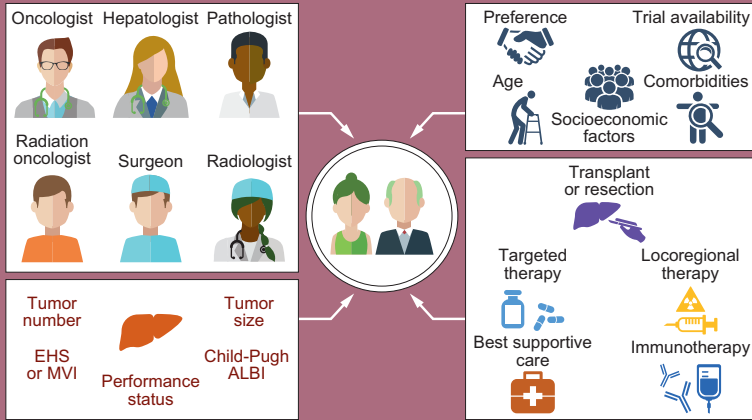 Oncologist
Hepatologist
Pathologist
Radiation
oncologist
Surgeon
Radiologist
Tumor
number
Tumor
size
EHS
or MVI
Child-Pugh
ALBI
Performance
status
Preference
Trial availability
Age
Comorbidities
Socioeconomic
factors
Transplant
or resection
Targeted
therapy
Locoregional
therapy
Best supportive
care
Immunotherapy